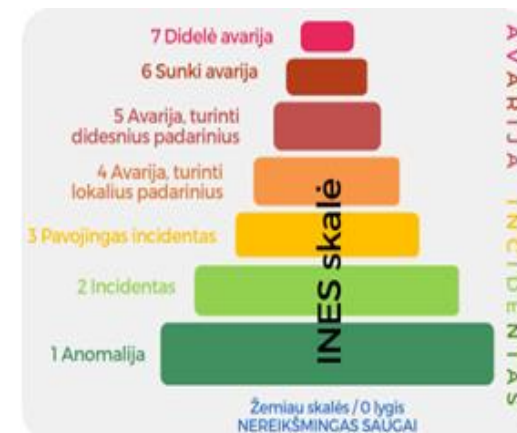 7 Didelė avarija
6 Sunki avarija
5 Avarija, turinti
didesnius padarinius
4 Avarija, turinti
lokalius padarinius
3 Pavojingas incidentas
2 Incidentas
1 Anomalija
INES skalė
AVARIJA INCIDENTAS
Žemiau skalės / 0 lygis
NEREIKŠMINGAS SAUGAI